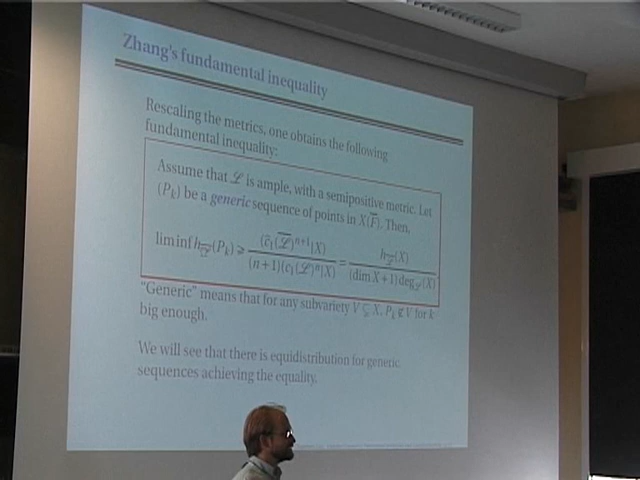 Zhang's fundamental inequality
Rescaling the metrics, one obtains the following
fundamental inequality:
Assume that ℒ is ample, with a semipositive metric. Let
(P_k) be a generic sequence of points in X(F̅). Then,
lim inf h_ℒ̅(P_k) ⩾ (ĉ₁(ℒ̅)ⁿ⁺¹|X) / ((n+1)(c₁(ℒ)ⁿ|X)) = h_ℒ̅(X) / ((dim X+1) deg_ℒ(X))
"Generic" means that for any subvariety V ⊊ X, P_k ∉ V for k
big enough.
We will see that there is equidistribution for generic
sequences achieving the equality.